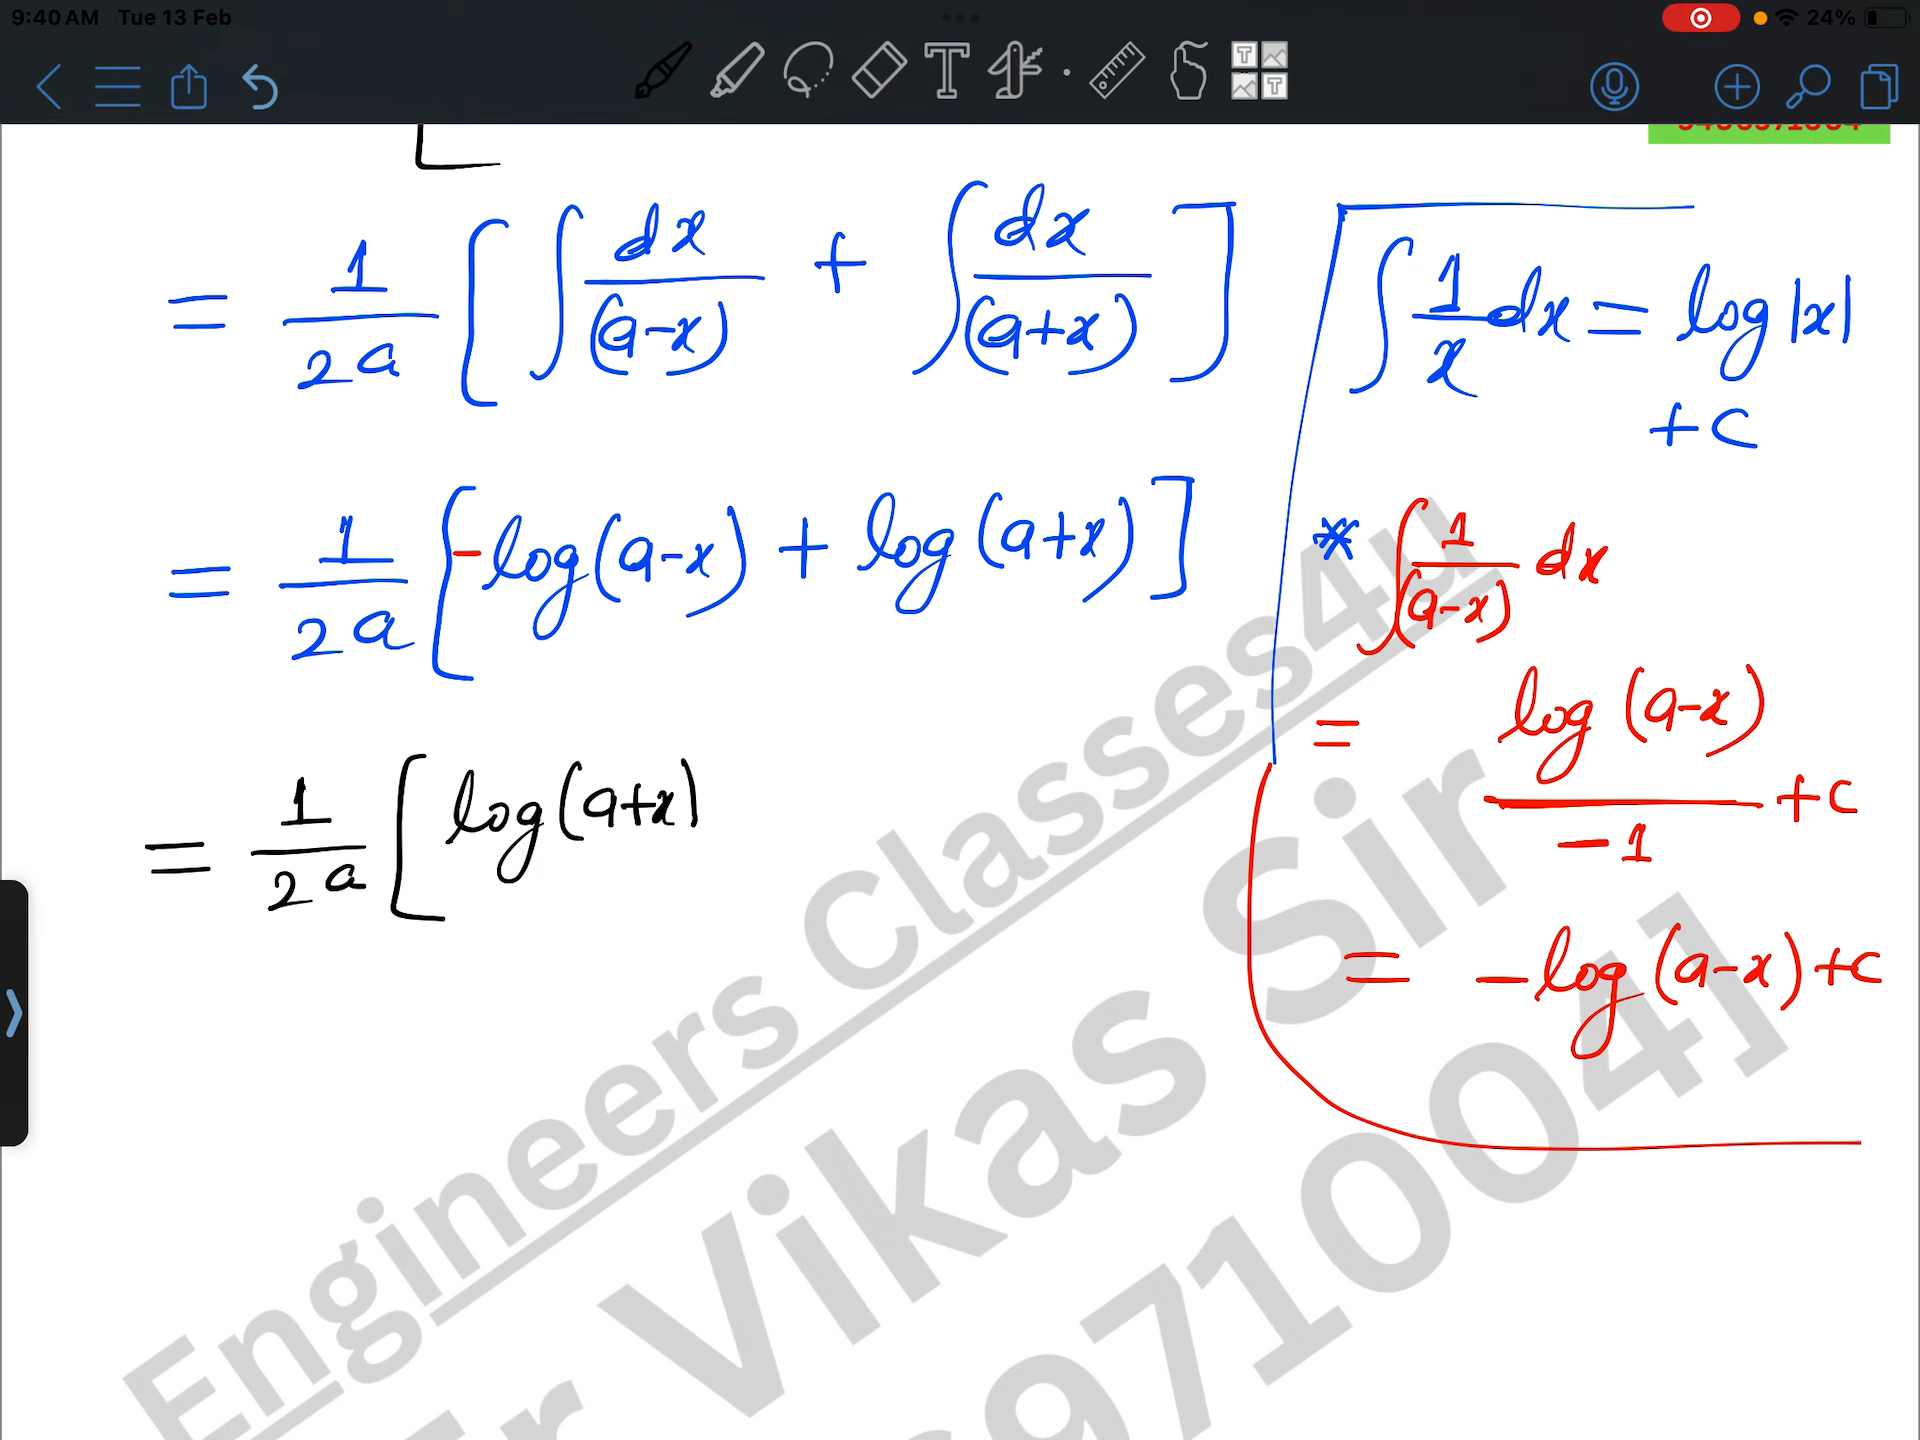 9:40 AM Tue 13 Feb
24%
= 1/2a [ ∫ dx/(a-x) + ∫ dx/(a+x) ]
= 1/2a [ -log(a-x) + log(a+x) ]
= 1/2a [ log(a+x)
∫ 1/x dx = log|x|
+ c
* ∫ 1/(a-x) dx
= log(a-x)/-1 + c
= -log(a-x) + c
Engineers Classes4u
Vikas Sir
971004]